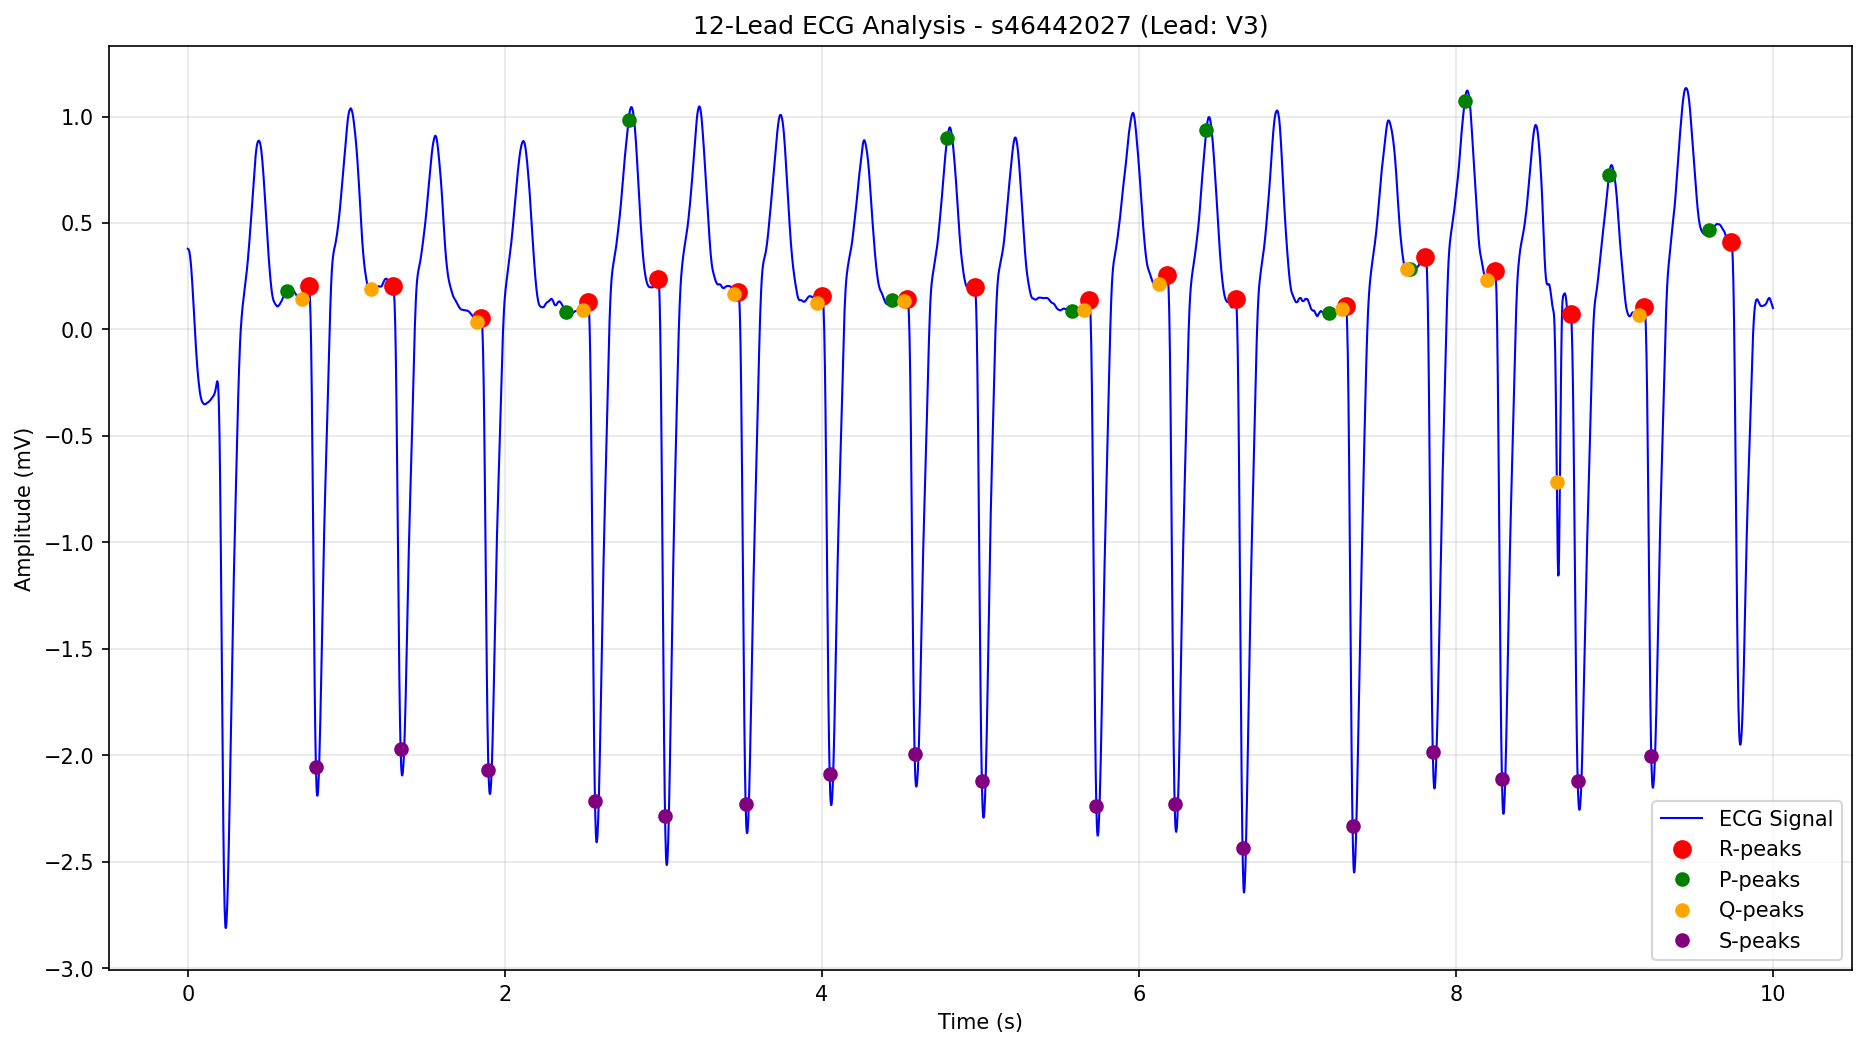 12-Lead ECG Analysis - s46442027 (Lead: V3)
1.0
0.5
0.0
−0.5
−1.0
−1.5
−2.0
−2.5
−3.0
Amplitude (mV)
0 2 4 6 8 10
Time (s)
ECG Signal
R-peaks
P-peaks
Q-peaks
S-peaks